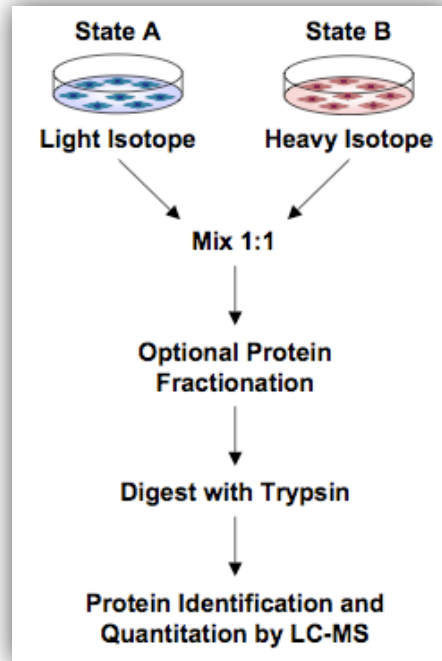 State A
State B
Light Isotope
Heavy Isotope
Mix 1:1
Optional Protein
Fractionation
Digest with Trypsin
Protein Identification and
Quantitation by LC-MS